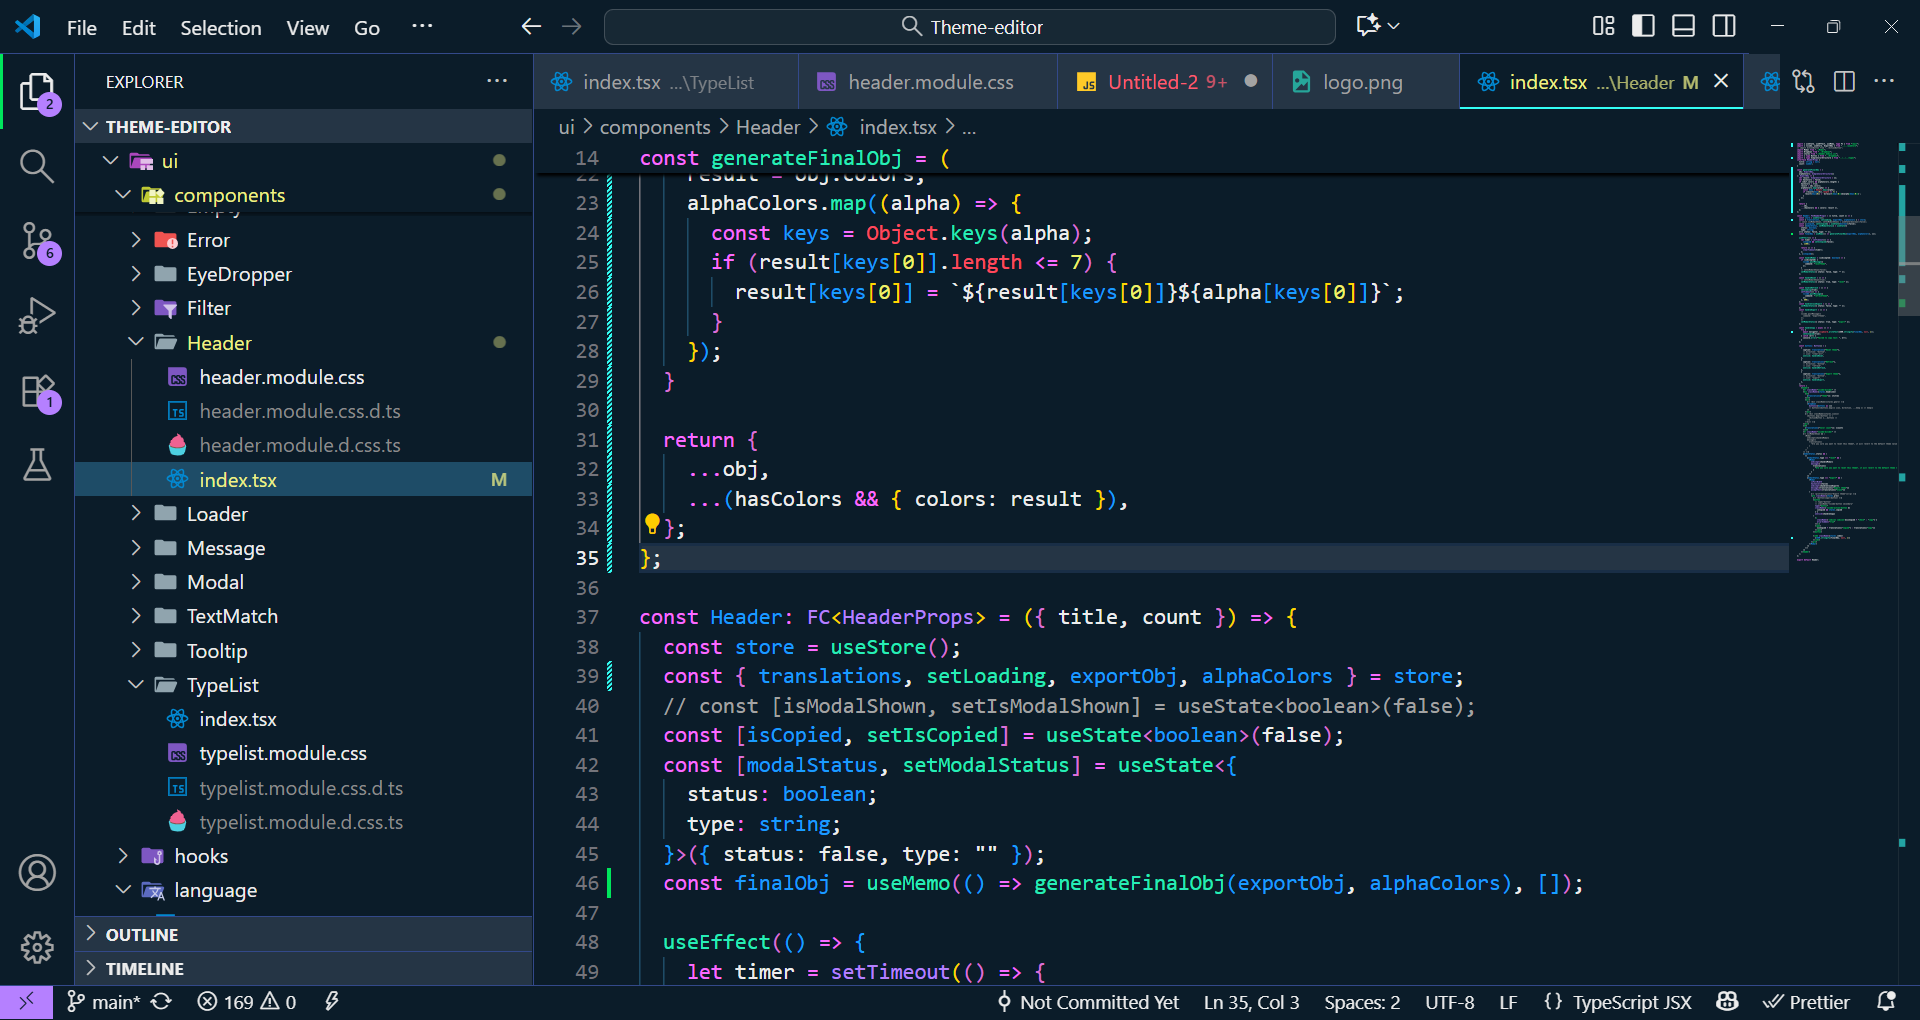 File Edit Selection View Go ···
Theme-editor
EXPLORER
THEME-EDITOR
ui
components
Empty
Error
EyeDropper
Filter
Header
header.module.css
header.module.css.d.ts
header.module.d.css.ts
index.tsx M
Loader
Message
Modal
TextMatch
Tooltip
TypeList
index.tsx
typelist.module.css
typelist.module.css.d.ts
typelist.module.d.css.ts
hooks
language
OUTLINE
TIMELINE
2
6
1
index.tsx ...\TypeList
header.module.css
JS Untitled-2 9+
logo.png
index.tsx ...\Header M
ui > components > Header > index.tsx > ...
14 const generateFinalObj = (
22 result = obj.colors;
23 alphaColors.map((alpha) => {
24 const keys = Object.keys(alpha);
25 if (result[keys[0]].length <= 7) {
26 result[keys[0]] = `${result[keys[0]]}${alpha[keys[0]]}`;
27 }
28 });
29 }
30
31 return {
32 ...obj,
33 ...(hasColors && { colors: result }),
34 };
35 };
36
37 const Header: FC<HeaderProps> = ({ title, count }) => {
38 const store = useStore();
39 const { translations, setLoading, exportObj, alphaColors } = store;
40 // const [isModalShown, setIsModalShown] = useState<boolean>(false);
41 const [isCopied, setIsCopied] = useState<boolean>(false);
42 const [modalStatus, setModalStatus] = useState<{
43 status: boolean;
44 type: string;
45 }>({ status: false, type: "" });
46 const finalObj = useMemo(() => generateFinalObj(exportObj, alphaColors), []);
47
48 useEffect(() => {
49 let timer = setTimeout(() => {
main* 169 0 Not Committed Yet Ln 35, Col 3 Spaces: 2 UTF-8 LF {} TypeScript JSX Prettier